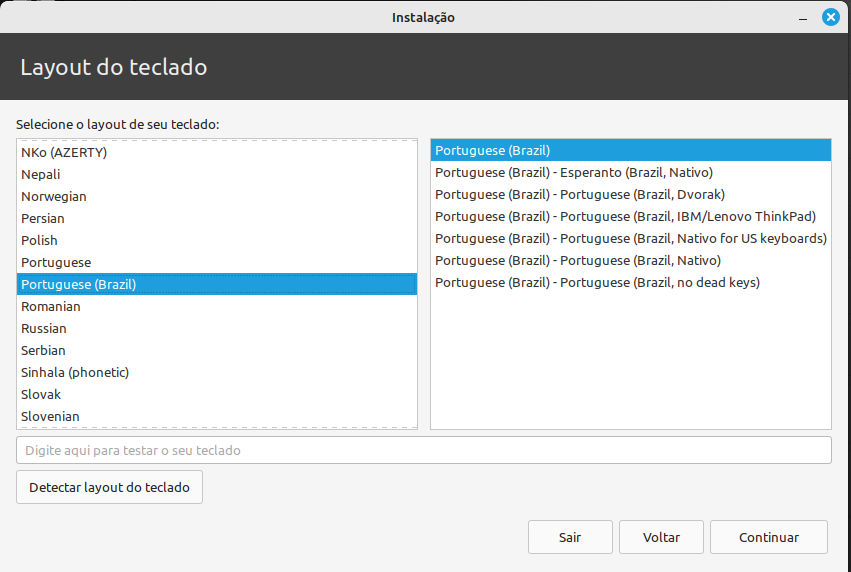 Instalação
Layout do teclado
Selecione o layout de seu teclado:
NKo (AZERTY)
Nepali
Norwegian
Persian
Polish
Portuguese
Portuguese (Brazil)
Romanian
Russian
Serbian
Sinhala (phonetic)
Slovak
Slovenian
Portuguese (Brazil)
Portuguese (Brazil) - Esperanto (Brazil, Nativo)
Portuguese (Brazil) - Portuguese (Brazil, Dvorak)
Portuguese (Brazil) - Portuguese (Brazil, IBM/Lenovo ThinkPad)
Portuguese (Brazil) - Portuguese (Brazil, Nativo for US keyboards)
Portuguese (Brazil) - Portuguese (Brazil, Nativo)
Portuguese (Brazil) - Portuguese (Brazil, no dead keys)
Digite aqui para testar o seu teclado
Detectar layout do teclado
Sair
Voltar
Continuar